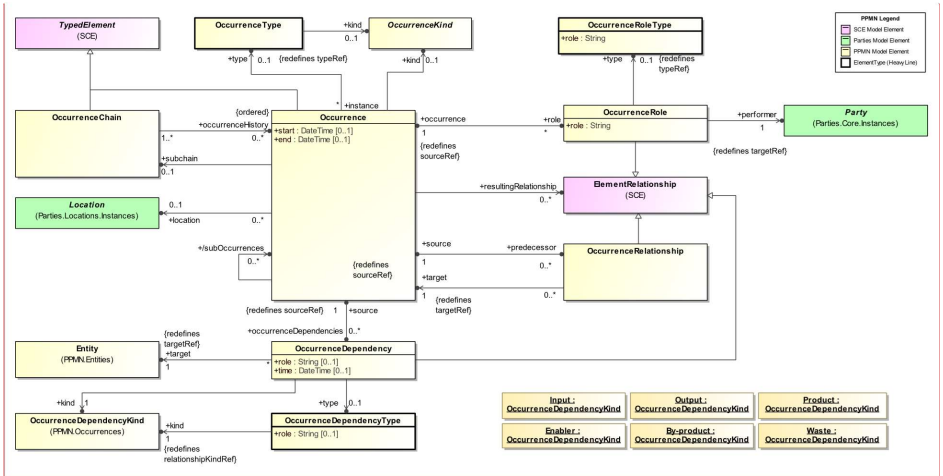 TypedElement
(SCE)
OccurrenceType
+kind
0..1
OccurrenceKind
OccurrenceRoleType
+role : String
PPMN Legend
SCE Model Element
Parties Model Element
PPMN Model Element
ElementType (Heavy Line)
+type
0..1
{redefines typeRef}
+kind
0..1
+type
0..1
{redefines
typeRef}
*
+instance
OccurrenceChain
{ordered}
+occurrenceHistory
1..*
0..*
+subchain
0..1
Occurrence
+start : DateTime [0..1]
+end : DateTime [0..1]
+occurrence
1
{redefines
sourceRef}
+role
*
OccurrenceRole
+role : String
+performer
1
{redefines targetRef}
Party
(Parties.Core.Instances)
+resultingRelationship
0..*
ElementRelationship
(SCE)
Location
(Parties.Locations.Instances)
0..1
+location
0..*
+/subOccurrences
0..*
{redefines
sourceRef}
+source
1
+predecessor
0..*
+target
1
{redefines
targetRef}
0..*
OccurrenceRelationship
{redefines sourceRef}
1
+source
+occurrenceDependencies
0..*
Entity
(PPMN.Entities)
{redefines
targetRef}
+target
1
*
OccurrenceDependency
+role : String [0..1]
+time : DateTime [0..1]
+kind
1
+type
0..1
OccurrenceDependencyKind
(PPMN.Occurrences)
+kind
1
{redefines
relationshipKindRef}
OccurrenceDependencyType
+role : String [0..1]
Input :
OccurrenceDependencyKind
Output :
OccurrenceDependencyKind
Product :
OccurrenceDependencyKind
Enabler :
OccurrenceDependencyKind
By-product :
OccurrenceDependencyKind
Waste :
OccurrenceDependencyKind